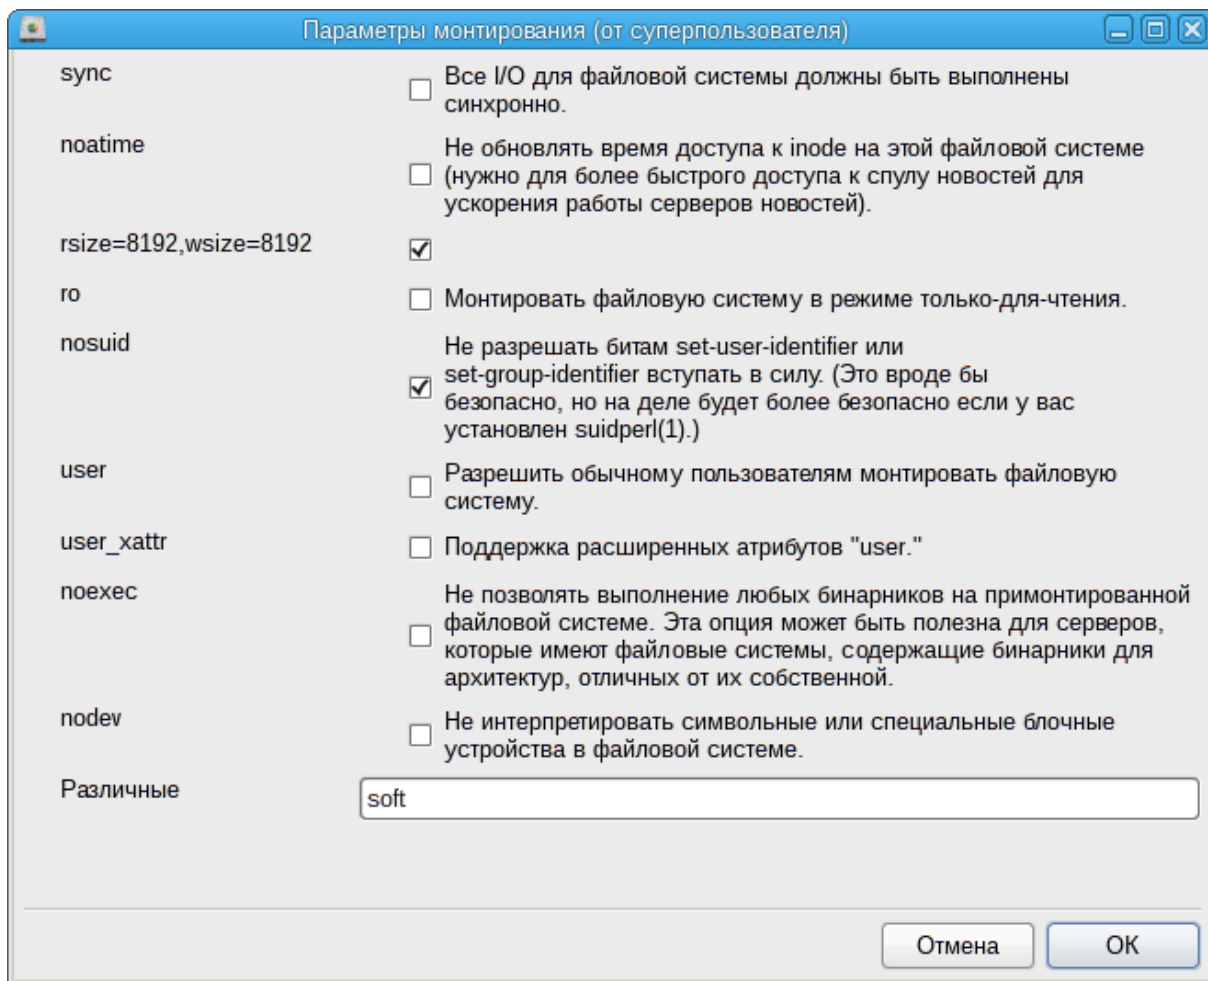 Параметры монтирования (от суперпользователя)
sync
Все I/O для файловой системы должны быть выполнены
синхронно.
noatime
Не обновлять время доступа к inode на этой файловой системе
(нужно для более быстрого доступа к спулу новостей для
ускорения работы серверов новостей).
rsize=8192,wsize=8192
ro
Монтировать файловую систему в режиме только-для-чтения.
nosuid
Не разрешать битам set-user-identifier или
set-group-identifier вступать в силу. (Это вроде бы
безопасно, но на деле будет более безопасно если у вас
установлен suidperl(1).)
user
Разрешить обычному пользователям монтировать файловую
систему.
user_xattr
Поддержка расширенных атрибутов "user."
noexec
Не позволять выполнение любых бинарников на примонтированной
файловой системе. Эта опция может быть полезна для серверов,
которые имеют файловые системы, содержащие бинарники для
архитектур, отличных от их собственной.
nodev
Не интерпретировать символьные или специальные блочные
устройства в файловой системе.
Различные
soft
Отмена
ОК